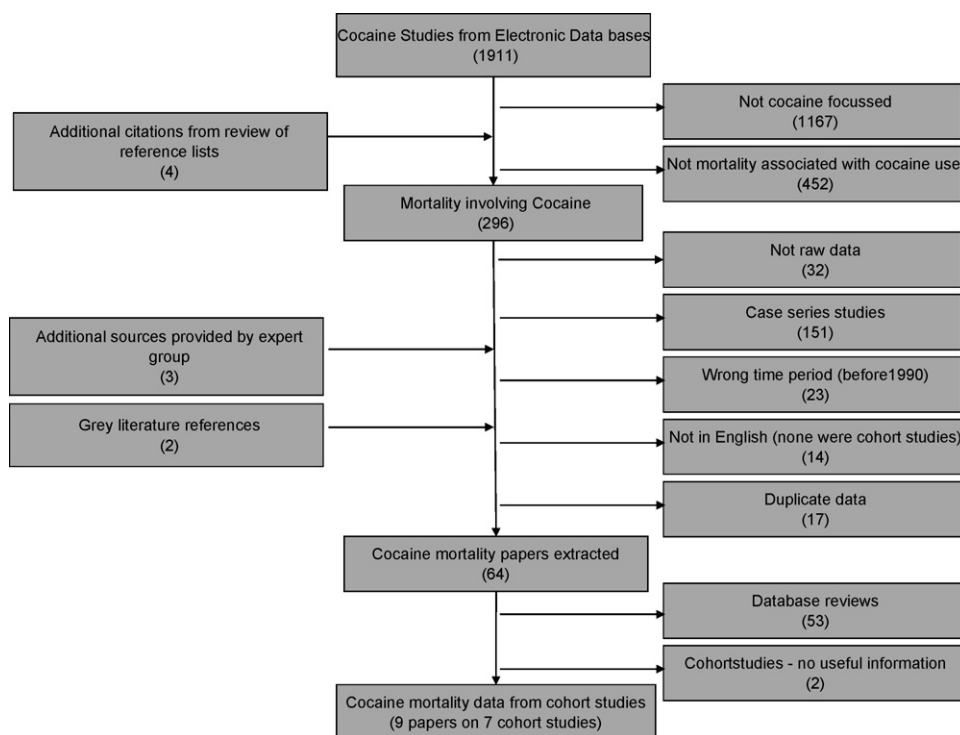 Cocaine Studies from Electronic Data bases
(1911)
Not cocaine focussed
(1167)
Additional citations from review of
reference lists
(4)
Not mortality associated with cocaine use
(452)
Mortality involving Cocaine
(296)
Not raw data
(32)
Case series studies
(151)
Additional sources provided by expert
group
(3)
Wrong time period (before1990)
(23)
Grey literature references
(2)
Not in English (none were cohort studies)
(14)
Duplicate data
(17)
Cocaine mortality papers extracted
(64)
Database reviews
(53)
Cohortstudies - no useful information
(2)
Cocaine mortality data from cohort studies
(9 papers on 7 cohort studies)